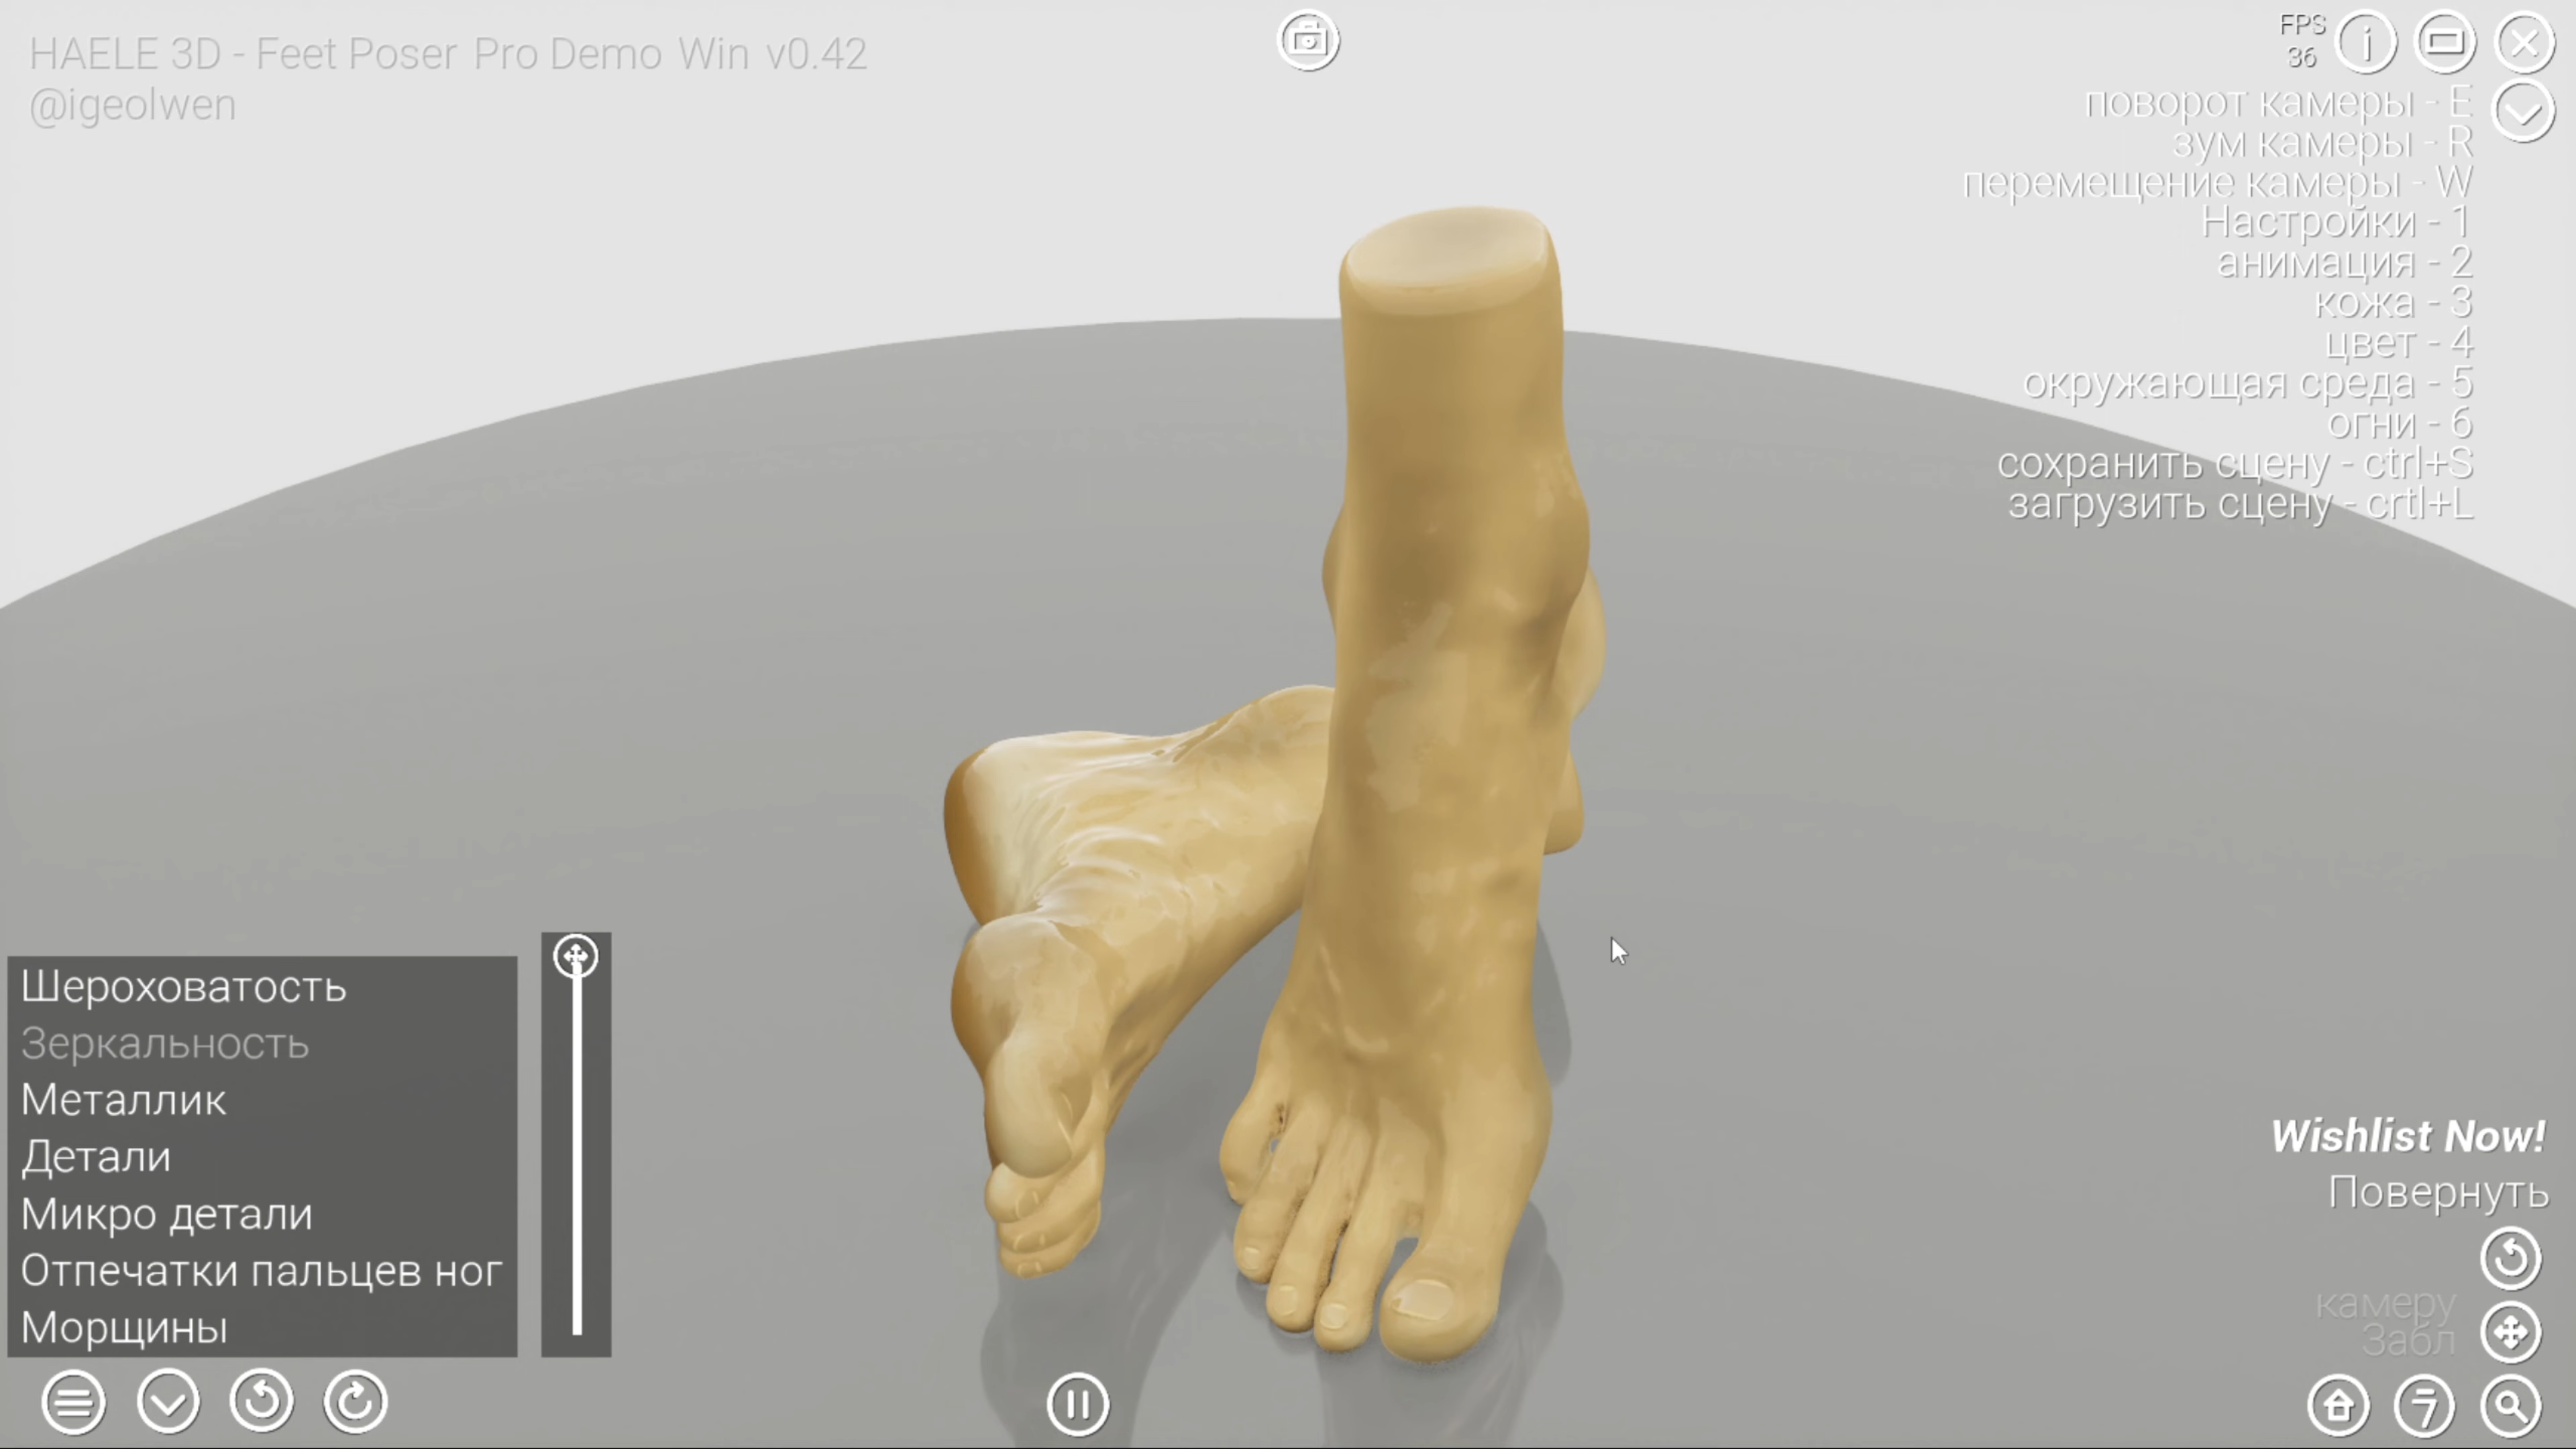 HAELE 3D - Feet Poser Pro Demo Win v0.42
@igeolwen
FPS
36
поворот камеры - E
зум камеры - R
перемещение камеры - W
Настройки - 1
анимация - 2
кожа - 3
цвет - 4
окружающая среда - 5
огни - 6
сохранить сцену - ctrl+S
загрузить сцену - crtl+L
Шероховатость
Зеркальность
Металлик
Детали
Микро детали
Отпечатки пальцев ног
Морщины
Wishlist Now!
Повернуть
камеру
Забл